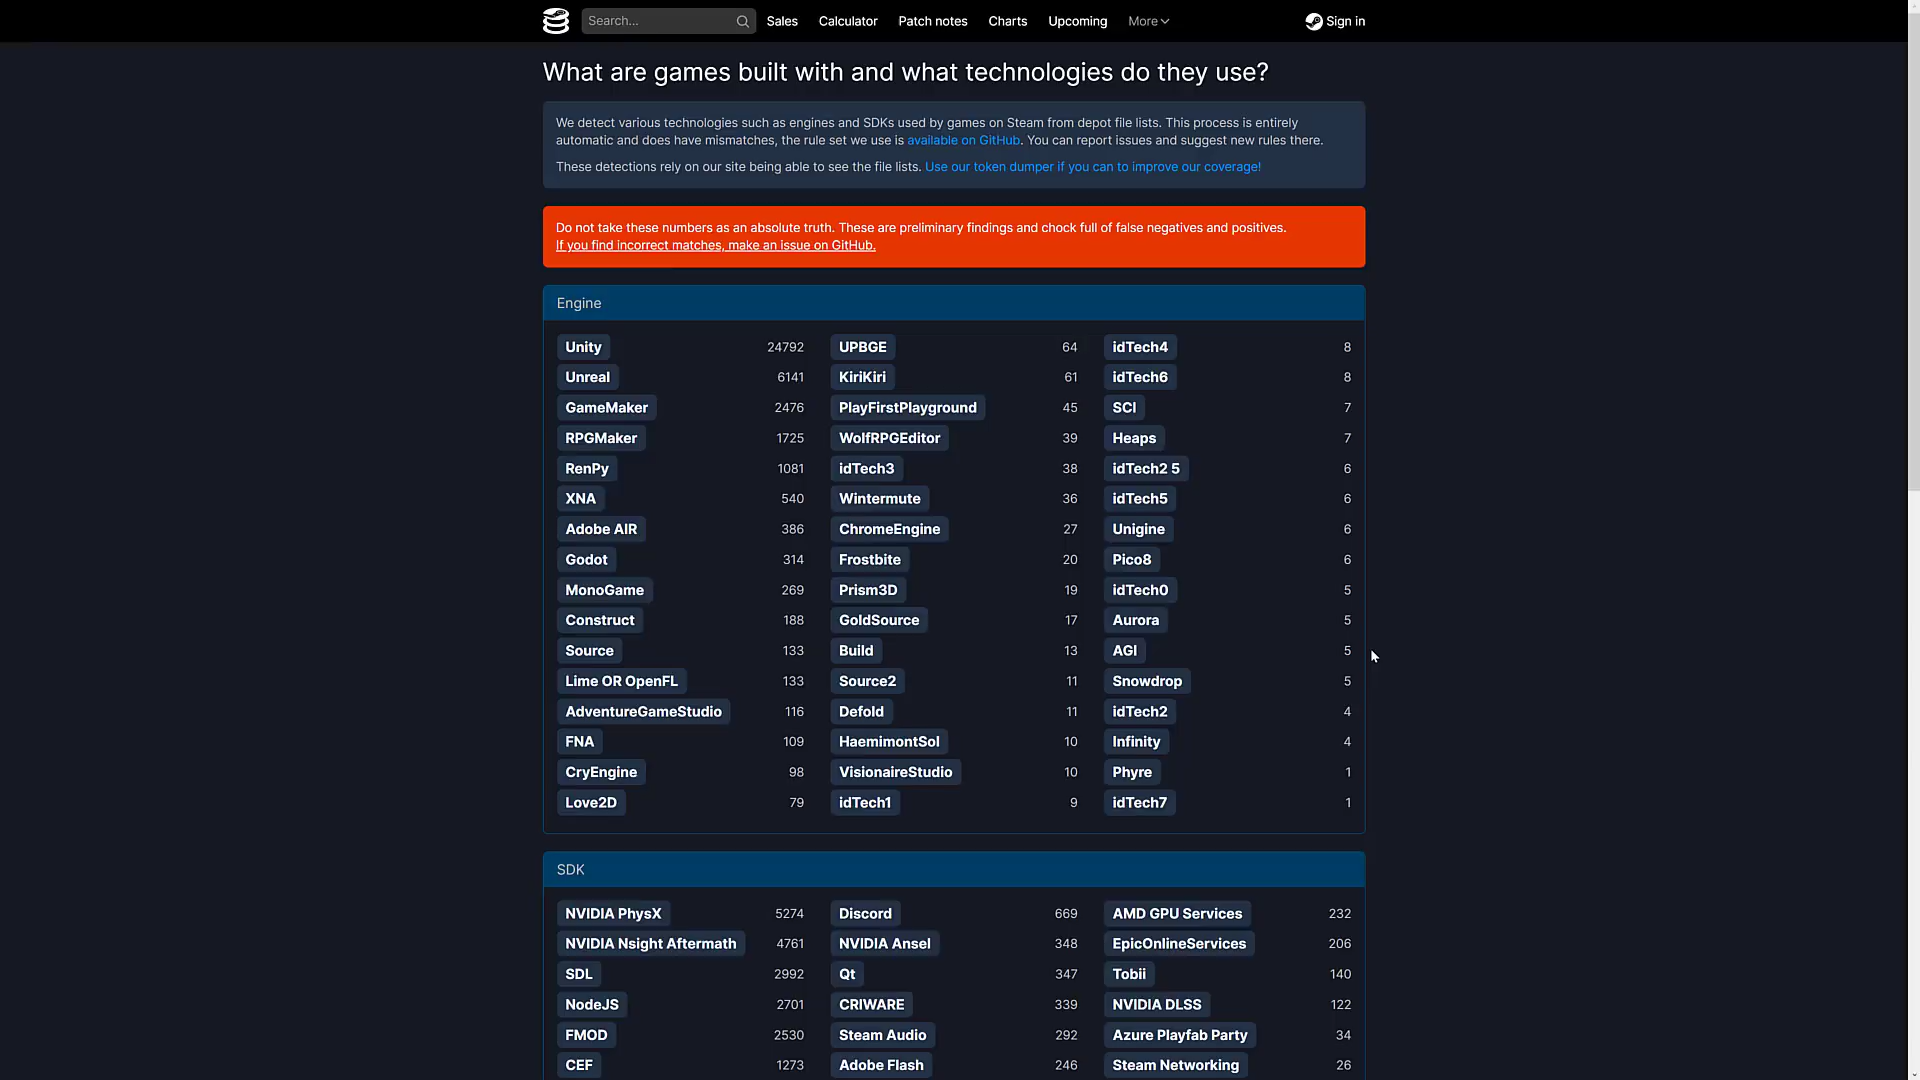 Search...
Sales
Calculator
Patch notes
Charts
Upcoming
More
Sign in
What are games built with and what technologies do they use?
We detect various technologies such as engines and SDKs used by games on Steam from depot file lists. This process is entirely
automatic and does have mismatches, the rule set we use is available on GitHub. You can report issues and suggest new rules there.
These detections rely on our site being able to see the file lists. Use our token dumper if you can to improve our coverage!
Do not take these numbers as an absolute truth. These are preliminary findings and chock full of false negatives and positives.
If you find incorrect matches, make an issue on GitHub.
Engine
Unity 24792
Unreal 6141
GameMaker 2476
RPGMaker 1725
RenPy 1081
XNA 540
Adobe AIR 386
Godot 314
MonoGame 269
Construct 188
Source 133
Lime OR OpenFL 133
AdventureGameStudio 116
FNA 109
CryEngine 98
Love2D 79
UPBGE 64
KiriKiri 61
PlayFirstPlayground 45
WolfRPGEditor 39
idTech3 38
Wintermute 36
ChromeEngine 27
Frostbite 20
Prism3D 19
GoldSource 17
Build 13
Source2 11
Defold 11
HaemimontSol 10
VisionaireStudio 10
idTech1 9
idTech4 8
idTech6 8
SCI 7
Heaps 7
idTech2 5 6
idTech5 6
Unigine 6
Pico8 6
idTech0 5
Aurora 5
AGI 5
Snowdrop 5
idTech2 4
Infinity 4
Phyre 1
idTech7 1
SDK
NVIDIA PhysX 5274
NVIDIA Nsight Aftermath 4761
SDL 2992
NodeJS 2701
FMOD 2530
CEF 1273
Discord 669
NVIDIA Ansel 348
Qt 347
CRIWARE 339
Steam Audio 292
Adobe Flash 246
AMD GPU Services 232
EpicOnlineServices 206
Tobii 140
NVIDIA DLSS 122
Azure Playfab Party 34
Steam Networking 26